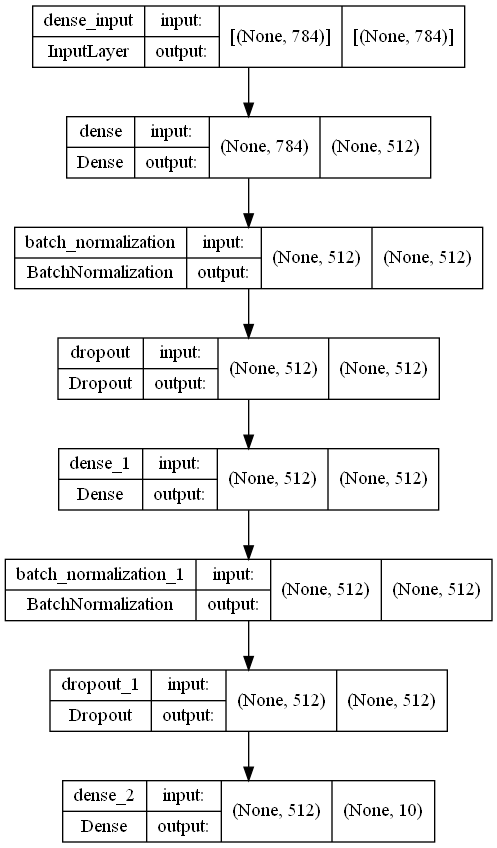 dense_input input: [(None, 784)] [(None, 784)]
InputLayer output:
dense input: (None, 784) (None, 512)
Dense output:
batch_normalization input: (None, 512) (None, 512)
BatchNormalization output:
dropout input: (None, 512) (None, 512)
Dropout output:
dense_1 input: (None, 512) (None, 512)
Dense output:
batch_normalization_1 input: (None, 512) (None, 512)
BatchNormalization output:
dropout_1 input: (None, 512) (None, 512)
Dropout output:
dense_2 input: (None, 512) (None, 10)
Dense output: